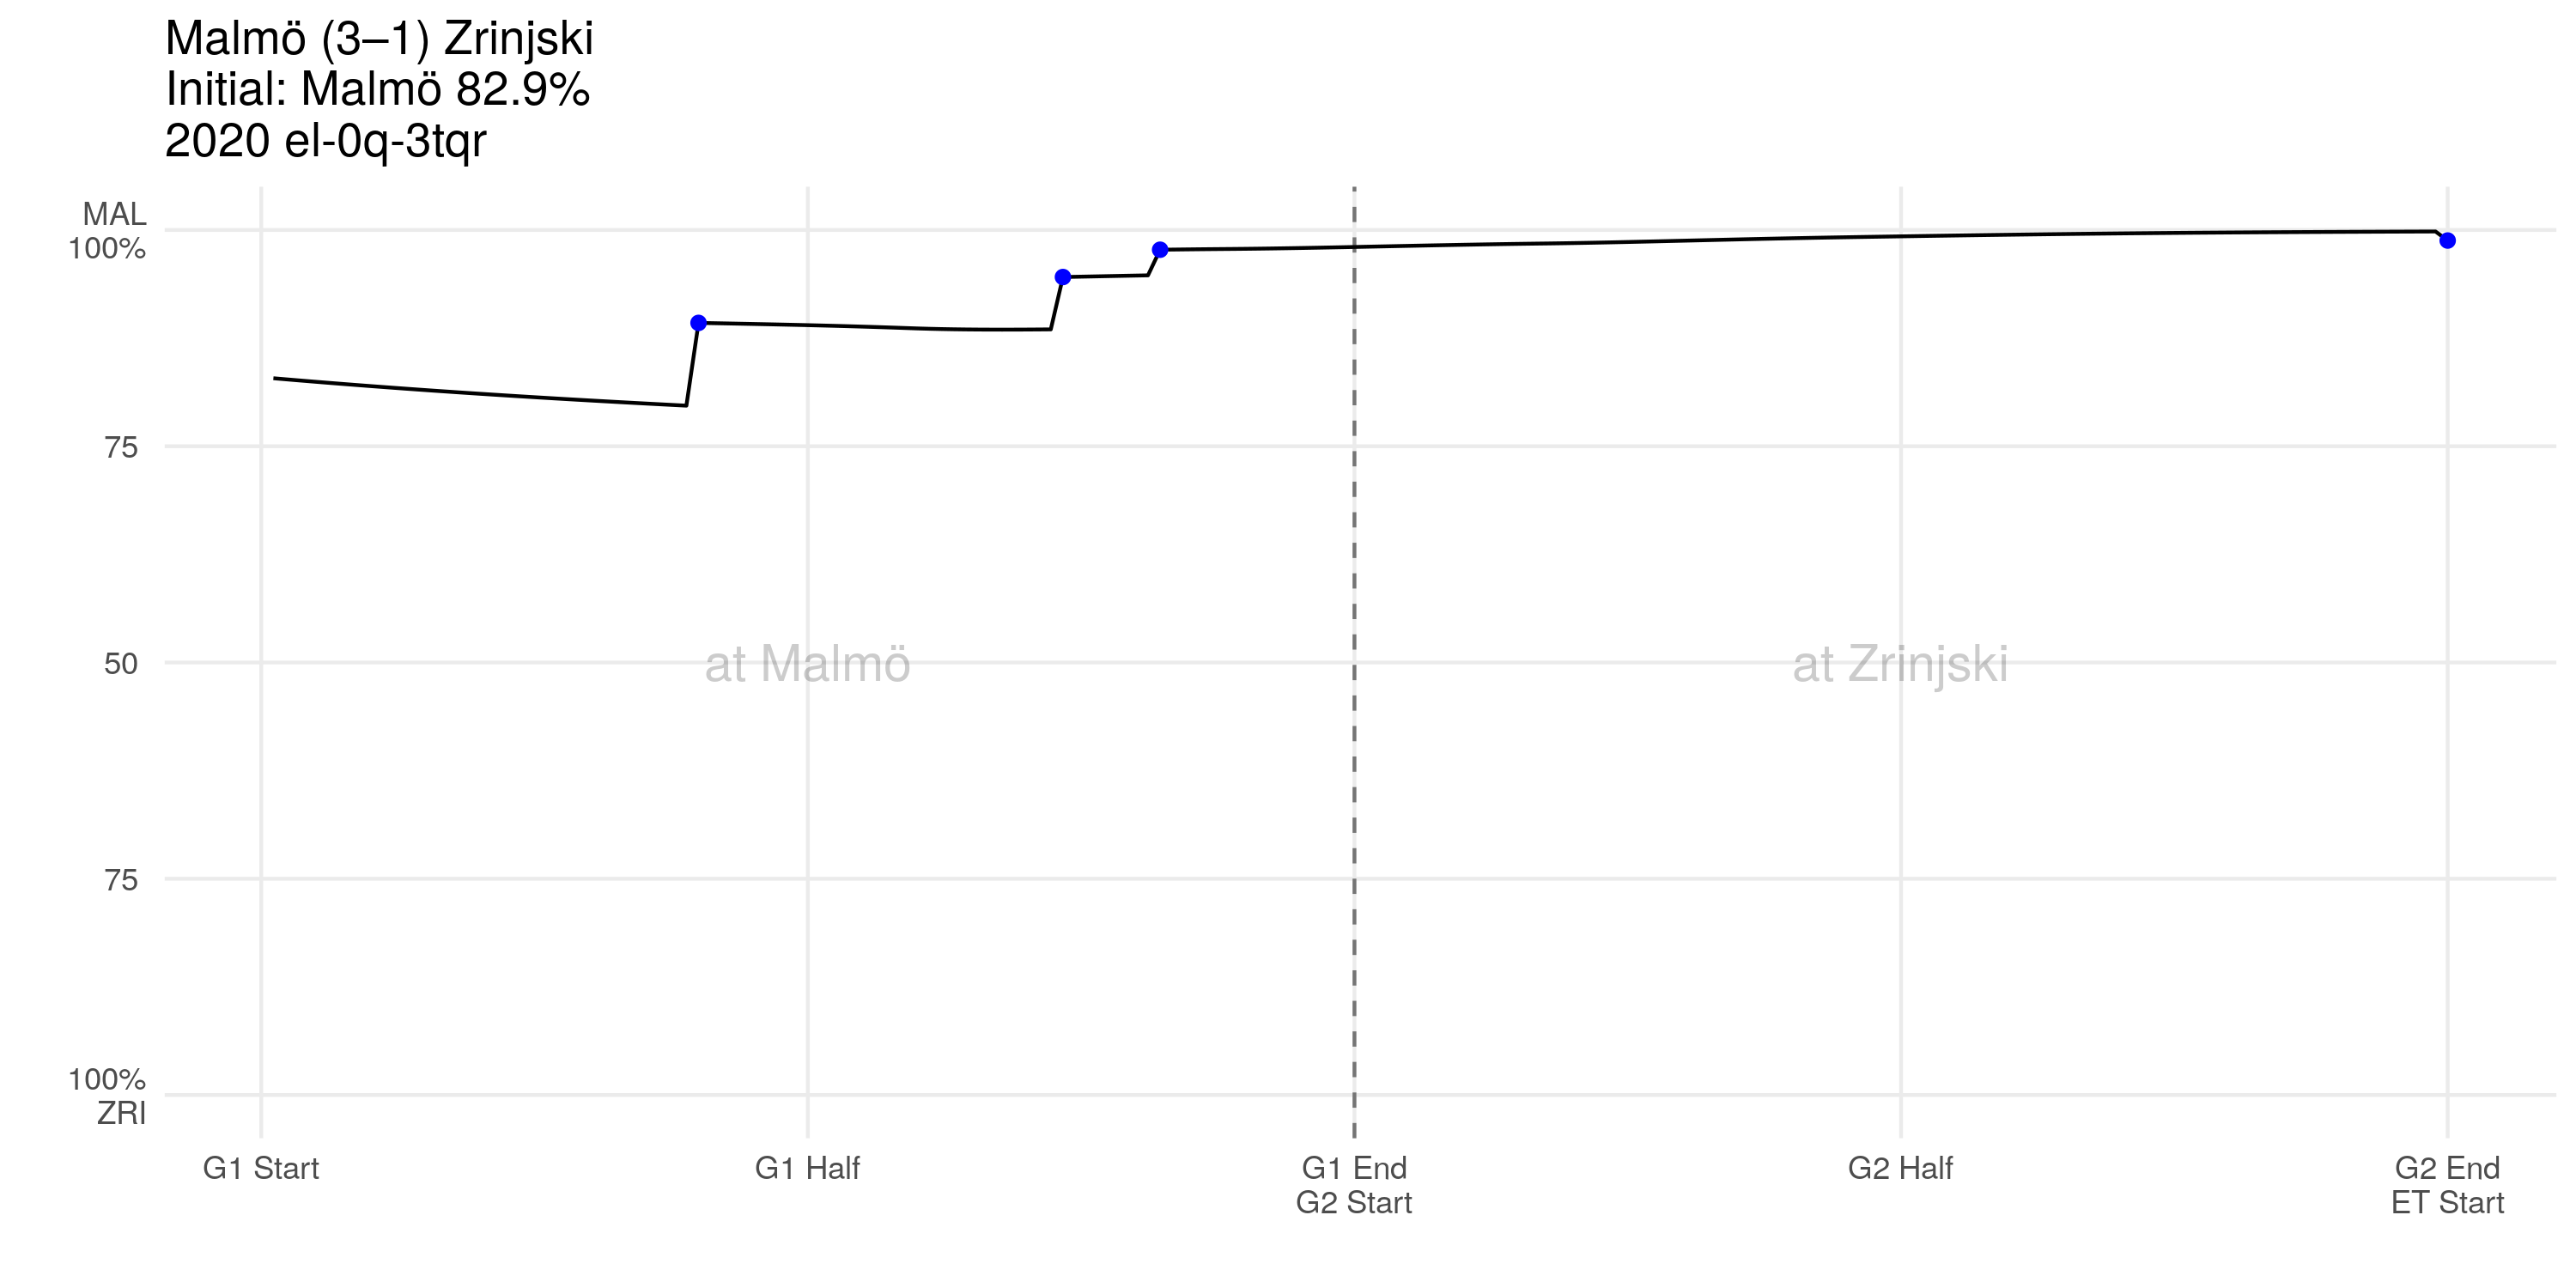 Malmö (3–1) Zrinjski
Initial: Malmö 82.9%
2020 el-0q-3tqr
MAL
100%
75
50
75
100%
ZRI
at Malmö
at Zrinjski
G1 Start
G1 Half
G1 End
G2 Start
G2 Half
G2 End
ET Start